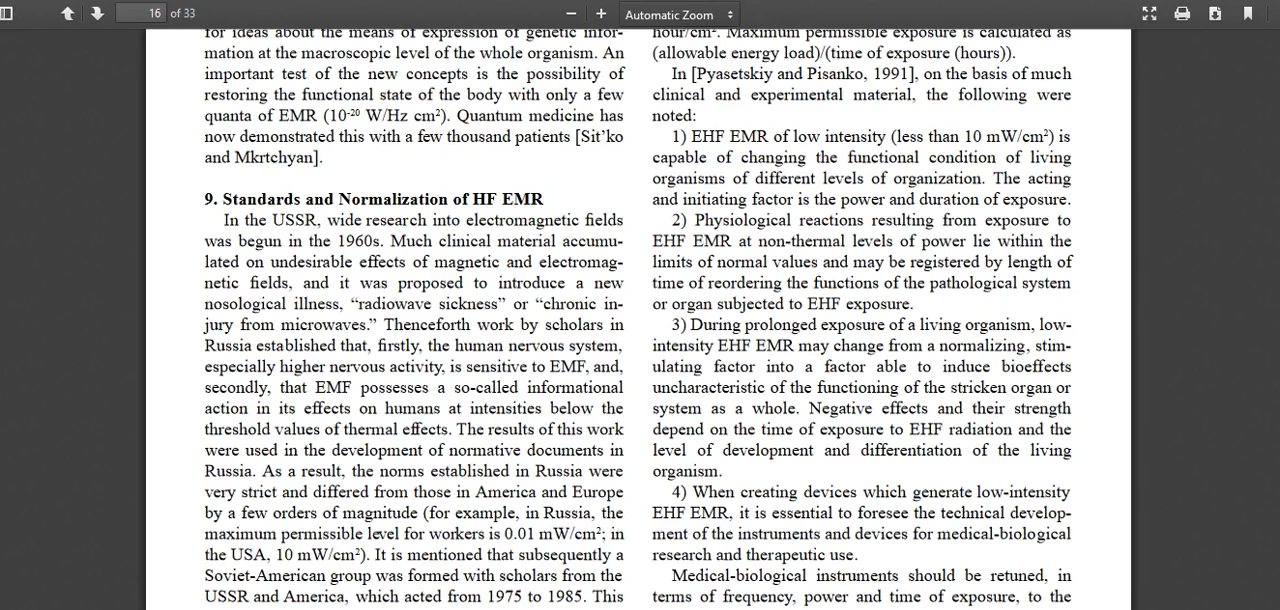 16 of 33
Automatic Zoom
for ideas about the means of expression of genetic infor-
mation at the macroscopic level of the whole organism. An
important test of the new concepts is the possibility of
restoring the functional state of the body with only a few
quanta of EMR (10⁻²⁰ W/Hz cm²). Quantum medicine has
now demonstrated this with a few thousand patients [Sit’ko
and Mkrtchyan].
9. Standards and Normalization of HF EMR
In the USSR, wide research into electromagnetic fields
was begun in the 1960s. Much clinical material accumu-
lated on undesirable effects of magnetic and electromag-
netic fields, and it was proposed to introduce a new
nosological illness, “radiowave sickness” or “chronic in-
jury from microwaves.” Thenceforth work by scholars in
Russia established that, firstly, the human nervous system,
especially higher nervous activity, is sensitive to EMF, and,
secondly, that EMF possesses a so-called informational
action in its effects on humans at intensities below the
threshold values of thermal effects. The results of this work
were used in the development of normative documents in
Russia. As a result, the norms established in Russia were
very strict and differed from those in America and Europe
by a few orders of magnitude (for example, in Russia, the
maximum permissible level for workers is 0.01 mW/cm²; in
the USA, 10 mW/cm²). It is mentioned that subsequently a
Soviet-American group was formed with scholars from the
USSR and America, which acted from 1975 to 1985. This
hour/cm². Maximum permissible exposure is calculated as
(allowable energy load)/(time of exposure (hours)).
In [Pyasetskiy and Pisanko, 1991], on the basis of much
clinical and experimental material, the following were
noted:
1) EHF EMR of low intensity (less than 10 mW/cm²) is
capable of changing the functional condition of living
organisms of different levels of organization. The acting
and initiating factor is the power and duration of exposure.
2) Physiological reactions resulting from exposure to
EHF EMR at non-thermal levels of power lie within the
limits of normal values and may be registered by length of
time of reordering the functions of the pathological system
or organ subjected to EHF exposure.
3) During prolonged exposure of a living organism, low-
intensity EHF EMR may change from a normalizing, stim-
ulating factor into a factor able to induce bioeffects
uncharacteristic of the functioning of the stricken organ or
system as a whole. Negative effects and their strength
depend on the time of exposure to EHF radiation and the
level of development and differentiation of the living
organism.
4) When creating devices which generate low-intensity
EHF EMR, it is essential to foresee the technical develop-
ment of the instruments and devices for medical-biological
research and therapeutic use.
Medical-biological instruments should be retuned, in
terms of frequency, power and time of exposure, to the